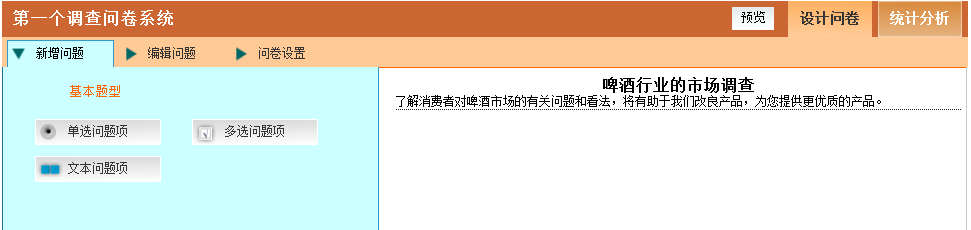 第一个调查问卷系统
预览
设计问卷
统计分析
新增问题
编辑问题
问卷设置
基本题型
单选问题项
多选问题项
文本问题项
啤酒行业的市场调查
了解消费者对啤酒市场的有关问题和看法，将有助于我们改良产品，为您提供更优质的产品。